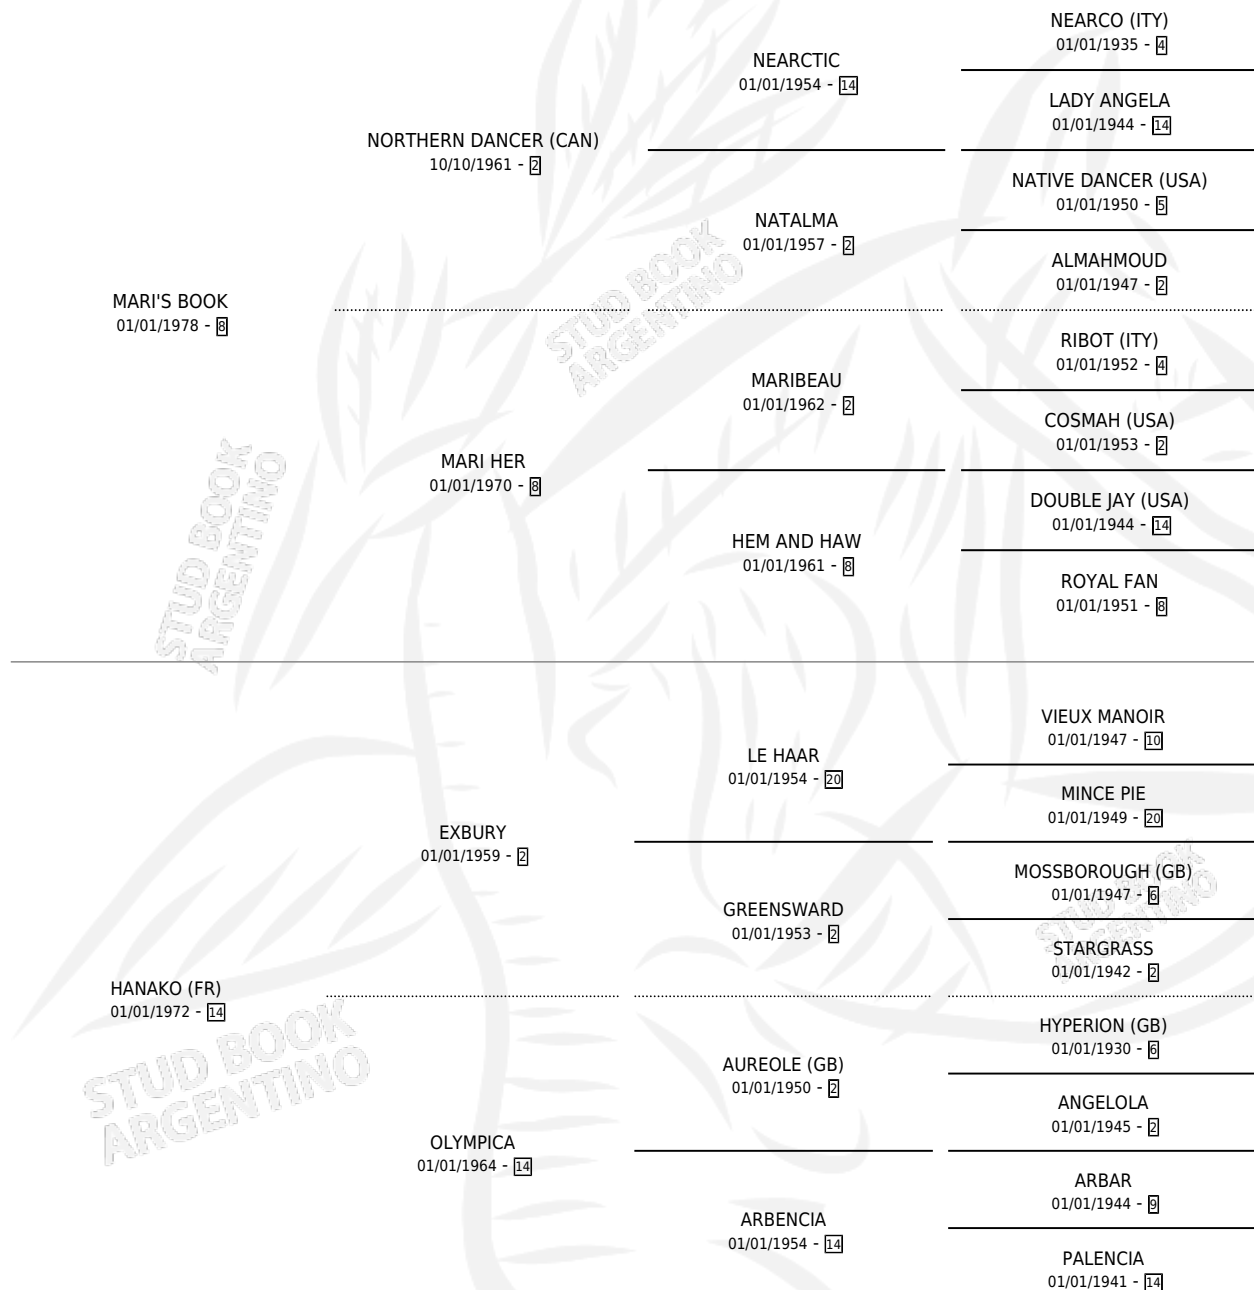 NEARCO (ITY)
01/01/1935 - 4
NEARCTIC
01/01/1954 - 14
LADY ANGELA
01/01/1944 - 14
NORTHERN DANCER (CAN)
10/10/1961 - 2
NATIVE DANCER (USA)
01/01/1950 - 5
NATALMA
01/01/1957 - 2
ALMAHMOUD
01/01/1947 - 2
MARI'S BOOK
01/01/1978 - 8
RIBOT (ITY)
01/01/1952 - 4
MARIBEAU
01/01/1962 - 2
COSMAH (USA)
01/01/1953 - 2
MARI HER
01/01/1970 - 8
DOUBLE JAY (USA)
01/01/1944 - 14
HEM AND HAW
01/01/1961 - 8
ROYAL FAN
01/01/1951 - 8
STUD BOOK
ARGENTINO
STUD BOOK
ARGENTINO
VIEUX MANOIR
01/01/1947 - 10
LE HAAR
01/01/1954 - 20
MINCE PIE
01/01/1949 - 20
EXBURY
01/01/1959 - 2
MOSSBOROUGH (GB)
01/01/1947 - 6
GREENSWARD
01/01/1953 - 2
STARGRASS
01/01/1942 - 2
STUD BOOK
ARGENTINO
HANAKO (FR)
01/01/1972 - 14
HYPERION (GB)
01/01/1930 - 6
AUREOLE (GB)
01/01/1950 - 2
ANGELOLA
01/01/1945 - 2
STUD BOOK
ARGENTINO
OLYMPICA
01/01/1964 - 14
ARBAR
01/01/1944 - 9
ARBENCIA
01/01/1954 - 14
PALENCIA
01/01/1941 - 14